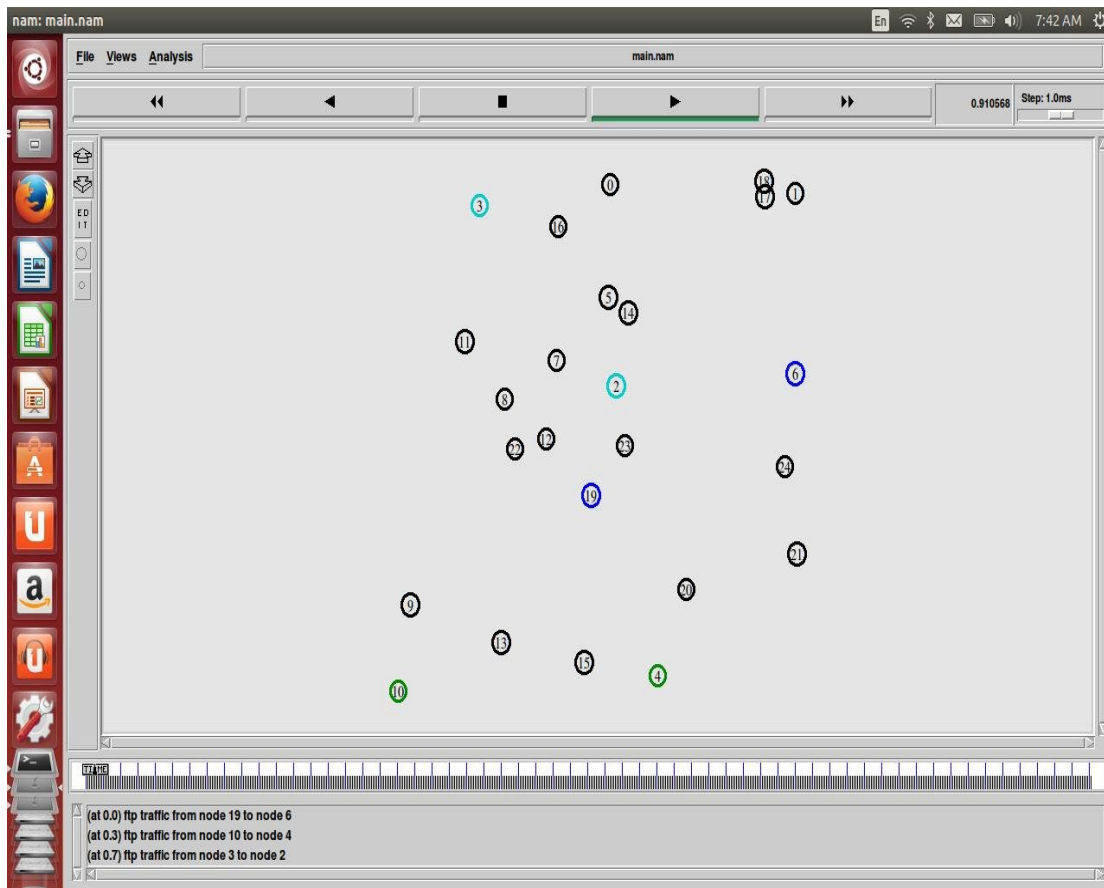 nam: main.nam
En
7:42 AM
File Views Analysis
main.nam
0.910568
Step: 1.0ms
ED
IT
0
18
17
1
3
16
5
14
11
7
6
2
8
12
22
23
24
19
21
20
9
13
15
4
10
TIME
(at 0.0) ftp traffic from node 19 to node 6
(at 0.3) ftp traffic from node 10 to node 4
(at 0.7) ftp traffic from node 3 to node 2